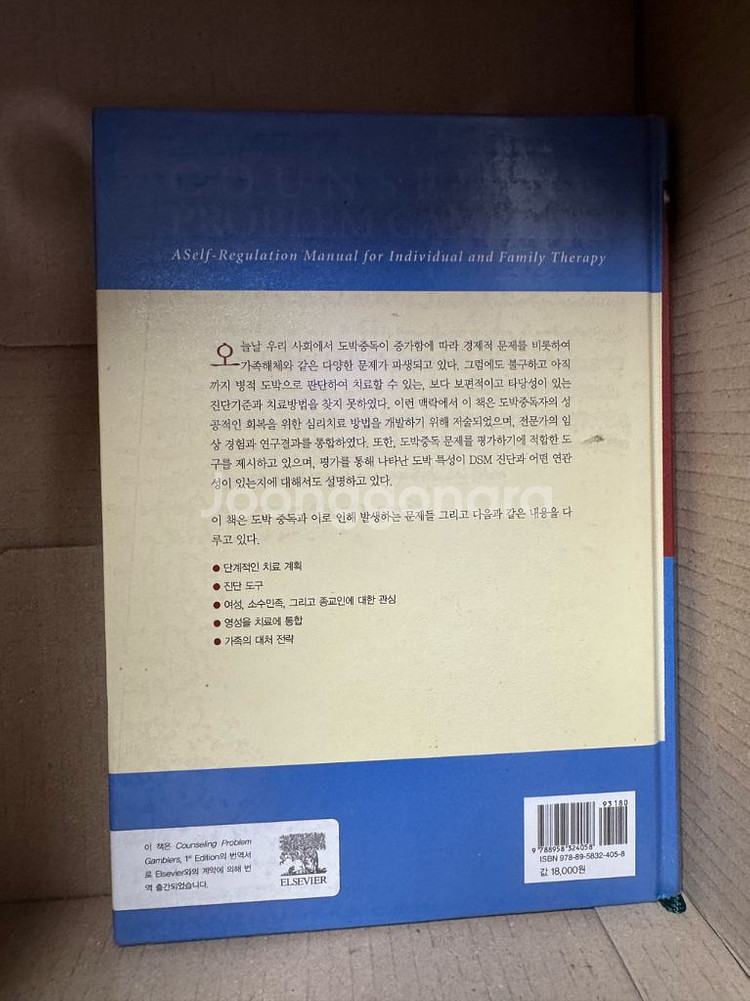 COUNSELING
PROBLEM GAMBLERS
ASelf-Regulation Manual for Individual and Family Therapy
오늘날 우리 사회에서 도박중독이 증가함에 따라 경제적 문제를 비롯하여
가족해체와 같은 다양한 문제가 파생되고 있다. 그럼에도 불구하고 아직
까지 병적 도박으로 판단하여 치료할 수 있는, 보다 보편적이고 타당성이 있는
진단기준과 치료방법을 찾지 못하였다. 이런 맥락에서 이 책은 도박중독자의 성
공적인 회복을 위한 심리치료 방법을 개발하기 위해 저술되었으며, 전문가의 임
상 경험과 연구결과를 통합하였다. 또한, 도박중독 문제를 평가하기에 적합한 도
구를 제시하고 있으며, 평가를 통해 나타난 도박 특성이 DSM 진단과 어떤 연관
성이 있는지에 대해서도 설명하고 있다.
joonggonara
이 책은 도박 중독과 이로 인해 발생하는 문제들 그리고 다음과 같은 내용을 다
루고 있다.
● 단계적인 치료 계획
● 진단 도구
● 여성, 소수민족, 그리고 종교인에 대한 관심
● 영성을 치료에 통합
● 가족의 대처 전략
이 책은 Counseling Problem
Gamblers, 1st Edition의 번역서
로 Elsevier와의 계약에 의해 번
역 출간되었습니다.
ELSEVIER
93180
9 788958 324058
ISBN 978-89-5832-405-8
값 18,000원